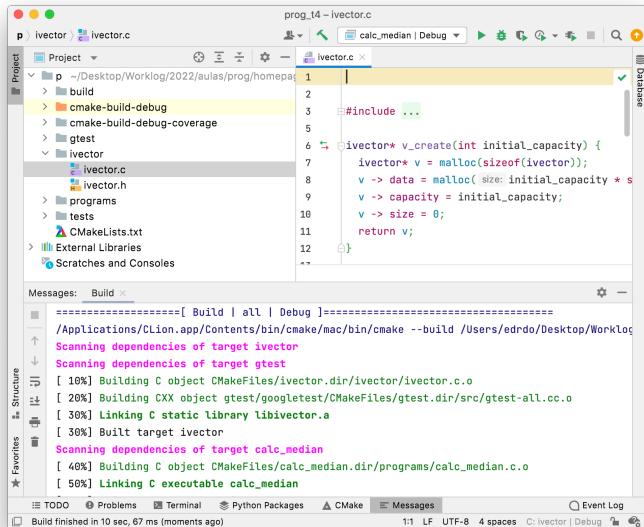 prog_t4 – ivector.c
p ivector ivector.c
calc_median | Debug
Project
ivector.c
Project
Database
p ~/Desktop/Worklog/2022/aulas/prog/homepag
build
cmake-build-debug
cmake-build-debug-coverage
gtest
ivector
ivector.c
ivector.h
programs
tests
CMakeLists.txt
External Libraries
Scratches and Consoles
1
2
3 #include ...
5
6 ivector* v_create(int initial_capacity) {
7 ivector* v = malloc(sizeof(ivector));
8 v -> data = malloc( size: initial_capacity * s
9 v -> capacity = initial_capacity;
10 v -> size = 0;
11 return v;
12 }
Messages: Build
====================[ Build | all | Debug ]=====================================
/Applications/CLion.app/Contents/bin/cmake/mac/bin/cmake --build /Users/edrdo/Desktop/Worklog
Scanning dependencies of target ivector
Scanning dependencies of target gtest
[ 10%] Building C object CMakeFiles/ivector.dir/ivector/ivector.c.o
[ 20%] Building CXX object gtest/googletest/CMakeFiles/gtest.dir/src/gtest-all.cc.o
[ 30%] Linking C static library libivector.a
[ 30%] Built target ivector
Scanning dependencies of target calc_median
[ 40%] Building C object CMakeFiles/calc_median.dir/programs/calc_median.c.o
[ 50%] Linking C executable calc_median
Structure
Favorites
TODO Problems Terminal Python Packages CMake Messages Event Log
Build finished in 10 sec, 67 ms (moments ago) 1:1 LF UTF-8 4 spaces C: ivector | Debug